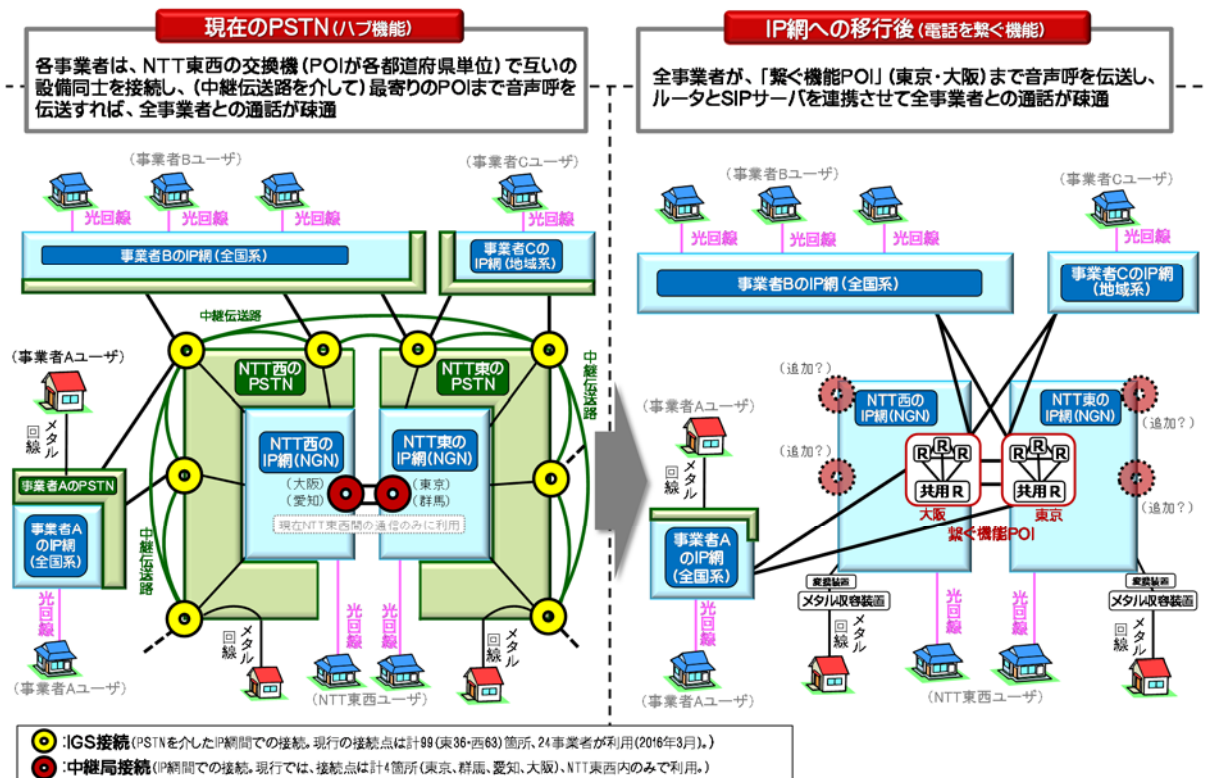 現在のPSTN(ハブ機能)
各事業者は、NTT東西の交換機(POIが各都道府県単位)で互いの
設備同士を接続し、(中継伝送路を介して)最寄りのPOIまで音声呼を
伝送すれば、全事業者との通話が疎通
(事業者Bユーザ)
(事業者Cユーザ)
光回線
光回線
光回線
光回線
事業者BのIP網(全国系)
事業者Cの
IP網(地域系)
中継伝送路
(事業者Aユーザ)
NTT西の
PSTN
NTT東の
PSTN
中継伝送路
メタル
回線
NTT西の
IP網(NGN)
NTT東の
IP網(NGN)
事業者AのPSTN
(大阪)
(愛知)
(東京)
(群馬)
現在NTT東西間の通信のみに利用
事業者A
のIP網
(全国系)
中継伝送路
光回線
光回線
光回線
メタル
回線
メタル
回線
(事業者Aユーザ)
(NTT東西ユーザ)
IP網への移行後(電話を繋ぐ機能)
全事業者が、「繋ぐ機能POI」(東京・大阪)まで音声呼を伝送し、
ルータとSIPサーバを連携させて全事業者との通話が疎通
(事業者Bユーザ)
(事業者Cユーザ)
光回線
光回線
光回線
光回線
事業者BのIP網(全国系)
事業者CのIP網
(地域系)
(追加?)
(追加?)
(追加?)
(追加?)
NTT西の
IP網(NGN)
NTT東の
IP網(NGN)
(事業者Aユーザ)
メタル
回線
R R R
共用R
大阪
R R R
共用R
東京
繋ぐ機能POI
事業者A
のIP網
(全国系)
変換装置
メタル収容装置
変換装置
メタル収容装置
光回線
光回線
光回線
メタル
回線
メタル
回線
(事業者Aユーザ)
(NTT東西ユーザ)
:IGS接続(PSTNを介したIP網間での接続。現行の接続点は計99(東36・西63)箇所、24事業者が利用(2016年3月)。)
:中継局接続(IP網間での接続。現行では、接続点は計4箇所(東京、群馬、愛知、大阪)、NTT東西内のみで利用。)